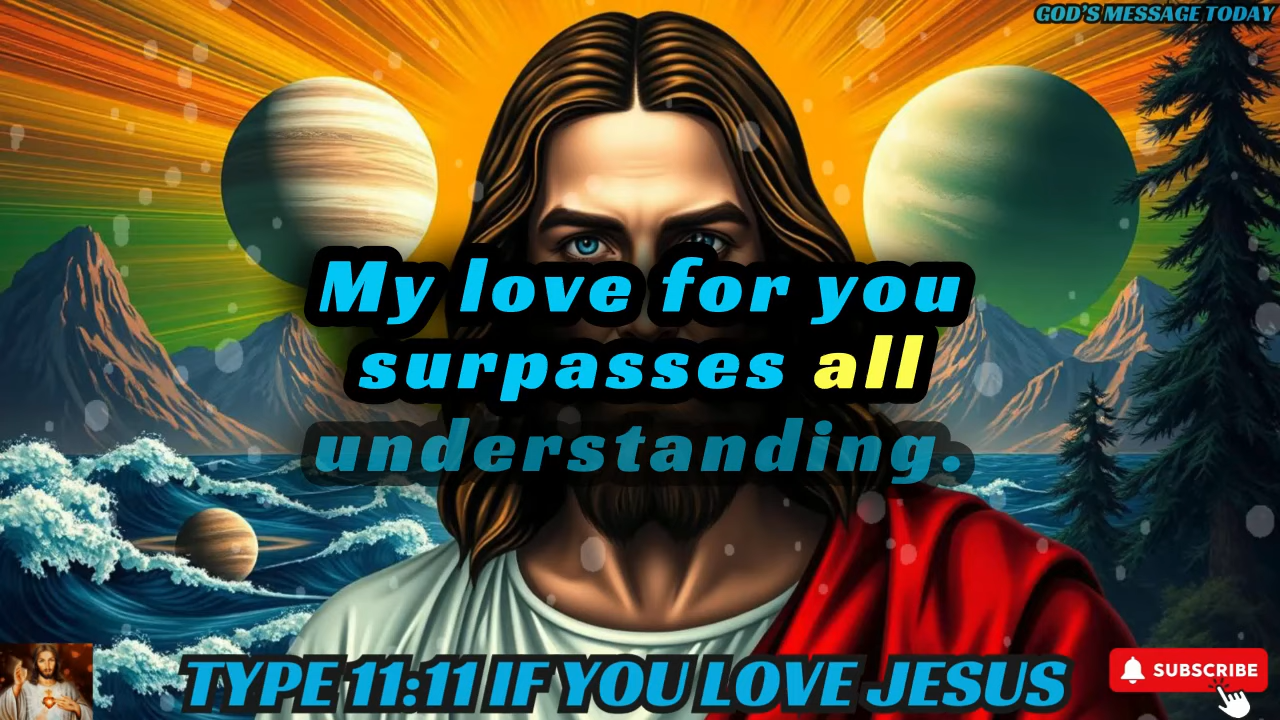 GOD'S MESSAGE TODAY
My love for you
surpasses all
understanding.
TYPE 11:11 IF YOU LOVE JESUS
SUBSCRIBE